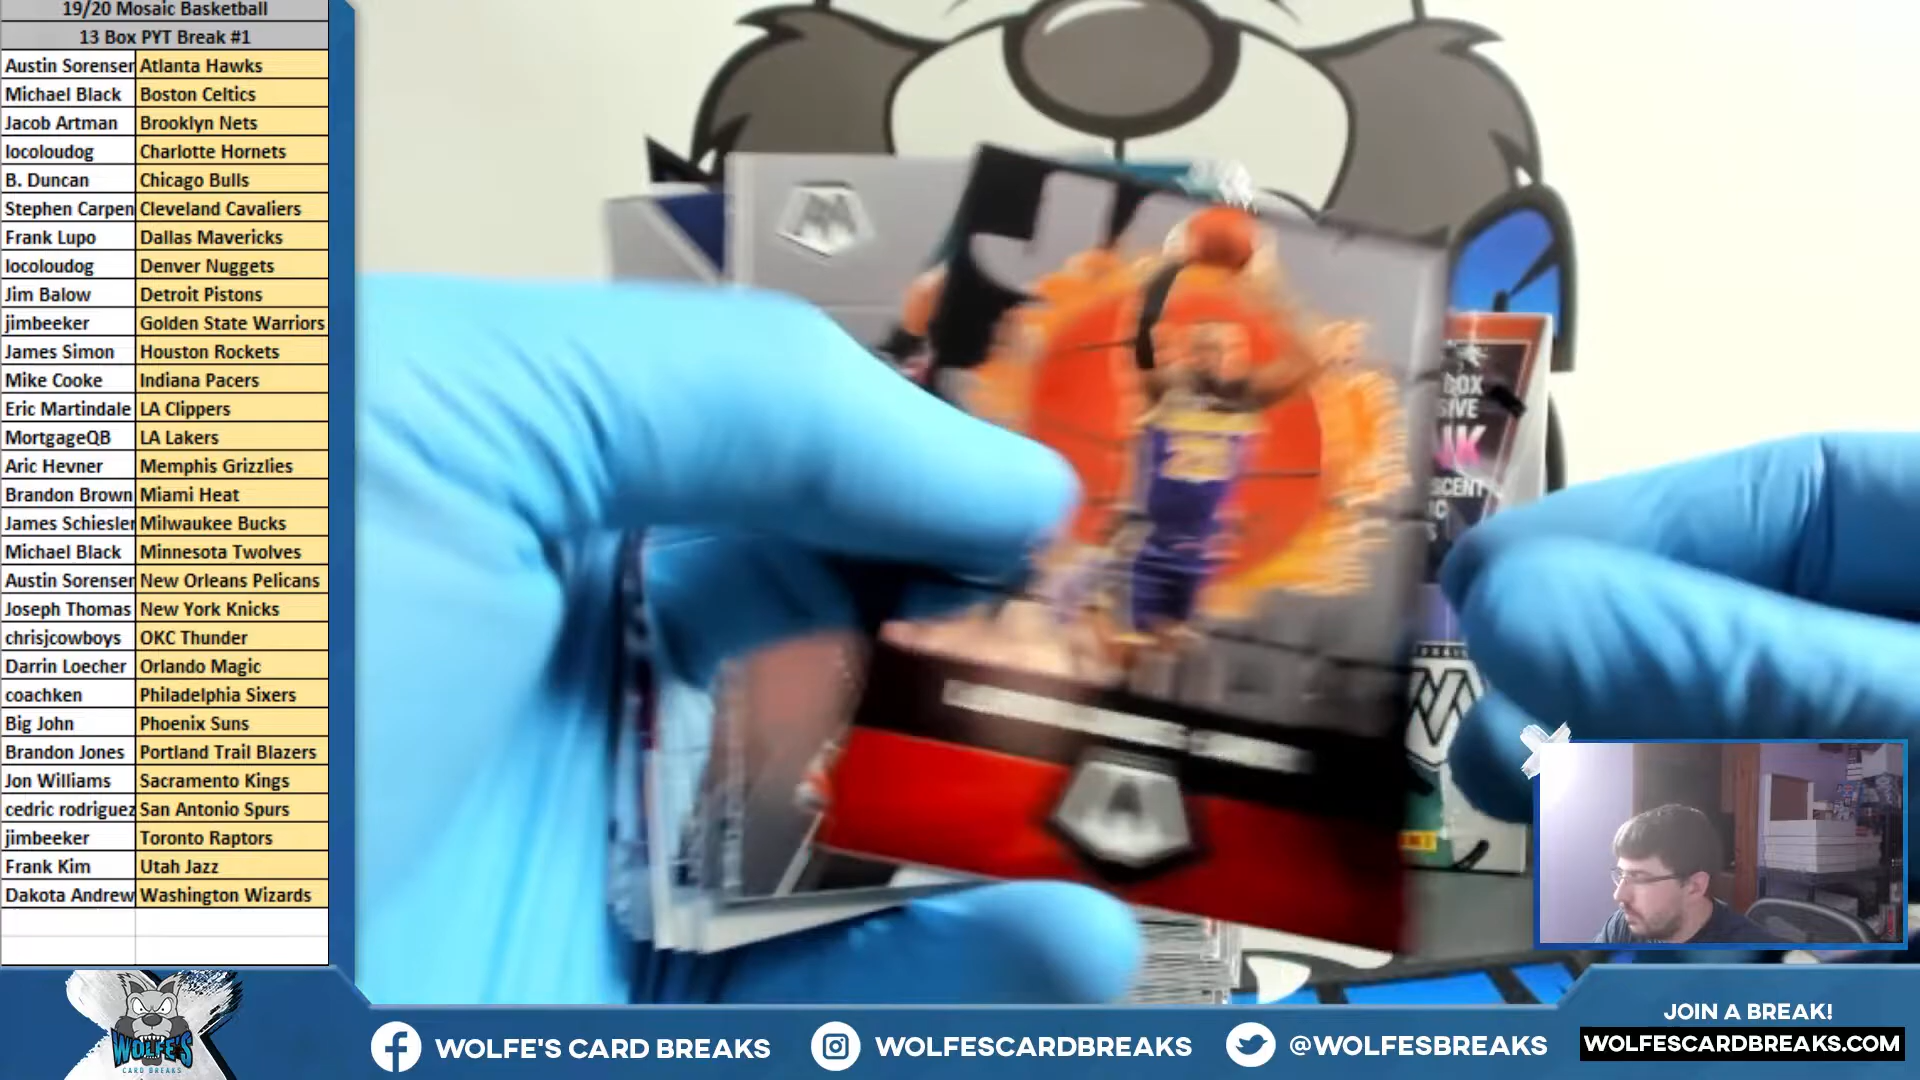 19/20 Mosaic Basketball
13 Box PYT Break #1
Austin Sorenser Atlanta Hawks
Michael Black Boston Celtics
Jacob Artman Brooklyn Nets
locoloudog Charlotte Hornets
B. Duncan Chicago Bulls
Stephen Carpen Cleveland Cavaliers
Frank Lupo Dallas Mavericks
locoloudog Denver Nuggets
Jim Balow Detroit Pistons
jimbeeker Golden State Warriors
James Simon Houston Rockets
Mike Cooke Indiana Pacers
Eric Martindale LA Clippers
MortgageQB LA Lakers
Aric Hevner Memphis Grizzlies
Brandon Brown Miami Heat
James Schiesler Milwaukee Bucks
Michael Black Minnesota Twolves
Austin Sorenser New Orleans Pelicans
Joseph Thomas New York Knicks
chrisjcowboys OKC Thunder
Darrin Loecher Orlando Magic
coachken Philadelphia Sixers
Big John Phoenix Suns
Brandon Jones Portland Trail Blazers
Jon Williams Sacramento Kings
cedric rodriguez San Antonio Spurs
jimbeeker Toronto Raptors
Frank Kim Utah Jazz
Dakota Andrew Washington Wizards
WOLFE'S
CARD BREAKS
WOLFE'S CARD BREAKS
WOLFESCARDBREAKS
@WOLFESBREAKS
JOIN A BREAK!
WOLFESCARDBREAKS.COM